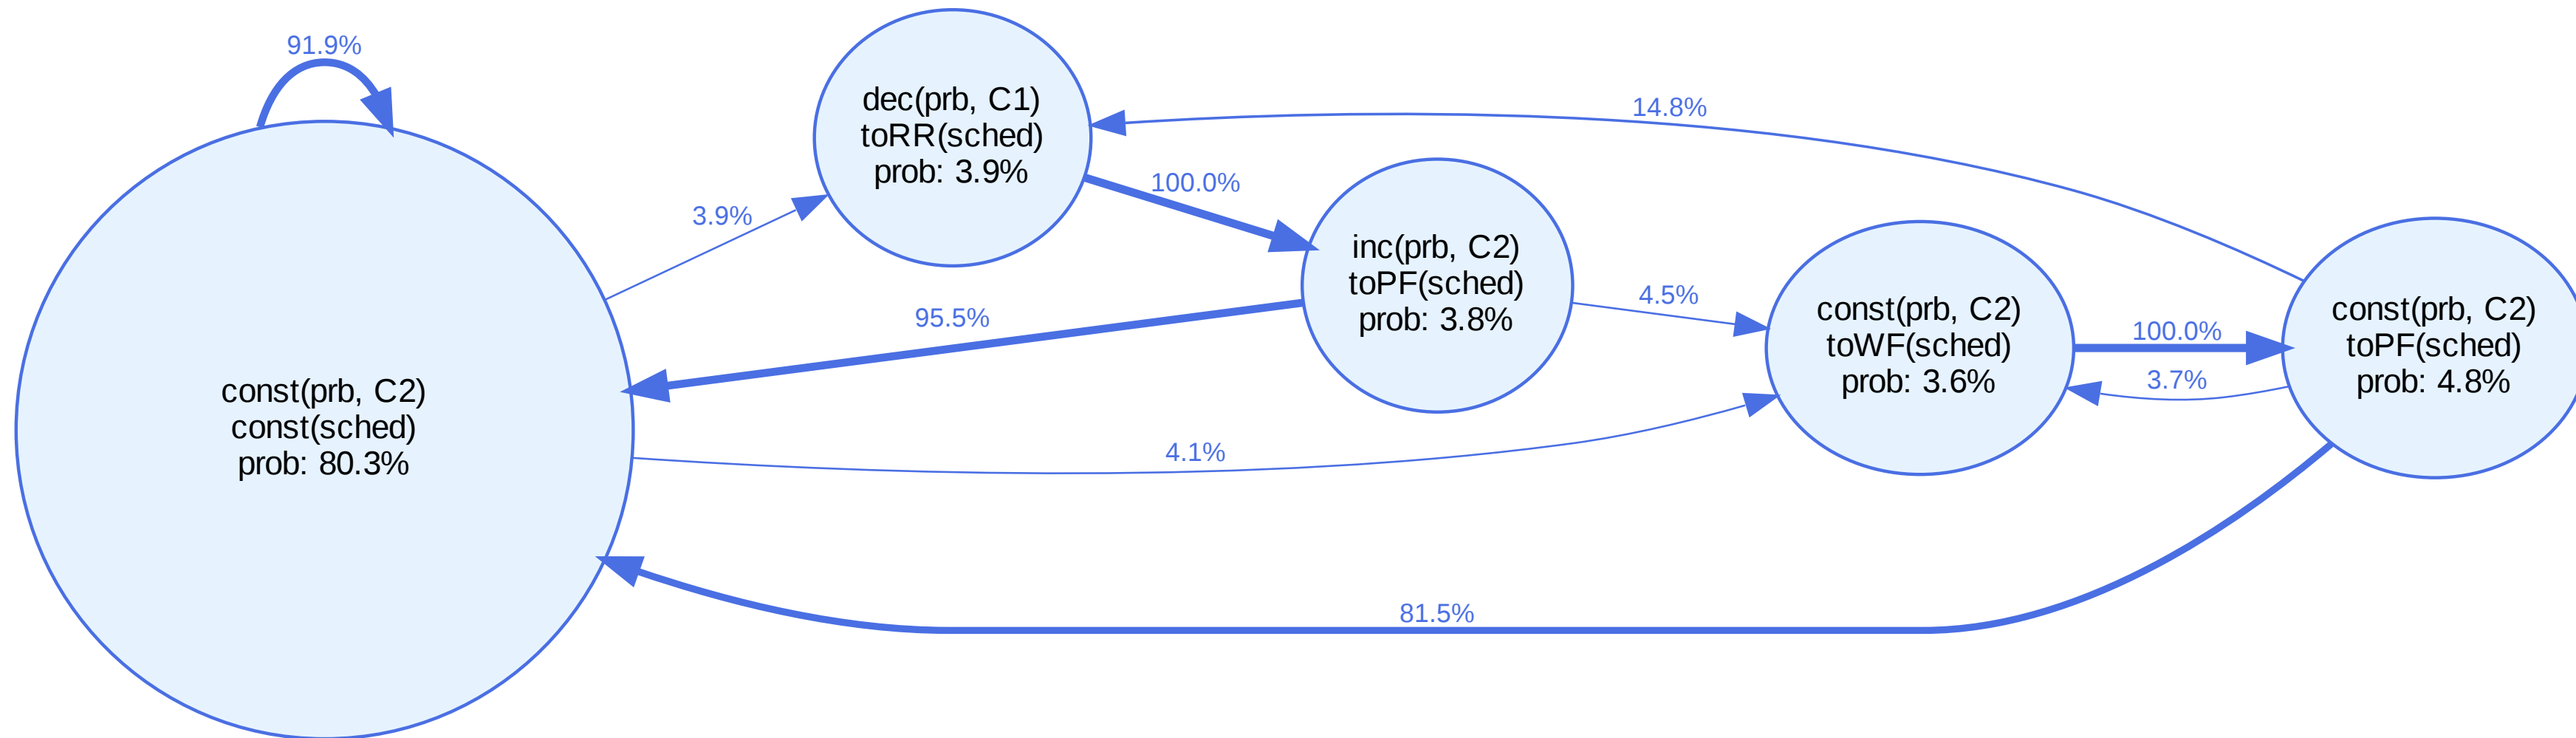 91.9%
dec(prb, C1)
toRR(sched)
prob: 3.9%
14.8%
100.0%
3.9%
inc(prb, C2)
toPF(sched)
prob: 3.8%
95.5%
4.5%
const(prb, C2)
toWF(sched)
prob: 3.6%
100.0%
3.7%
const(prb, C2)
toPF(sched)
prob: 4.8%
const(prb, C2)
const(sched)
prob: 80.3%
4.1%
81.5%